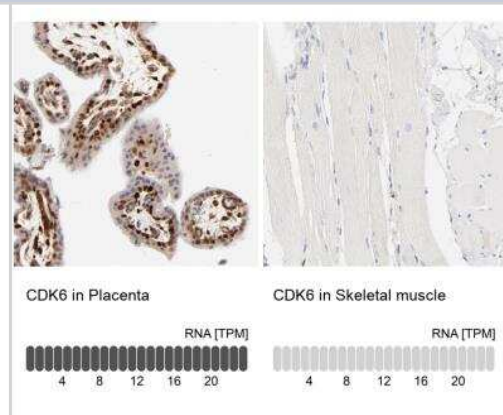 CDK6 in Placenta
RNA [TPM]
4 8 12 16 20
CDK6 in Skeletal muscle
RNA [TPM]
4 8 12 16 20